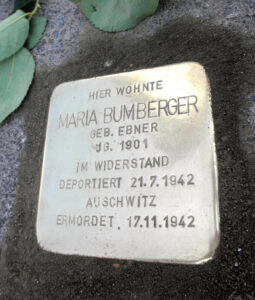 HIER WOHNTE
MARIA BUMBERGER
GEB. EBNER
JG. 1901
IM WIDERSTAND
DEPORTIERT 21.7.1942
AUSCHWITZ
ERMORDET 17.11.1942